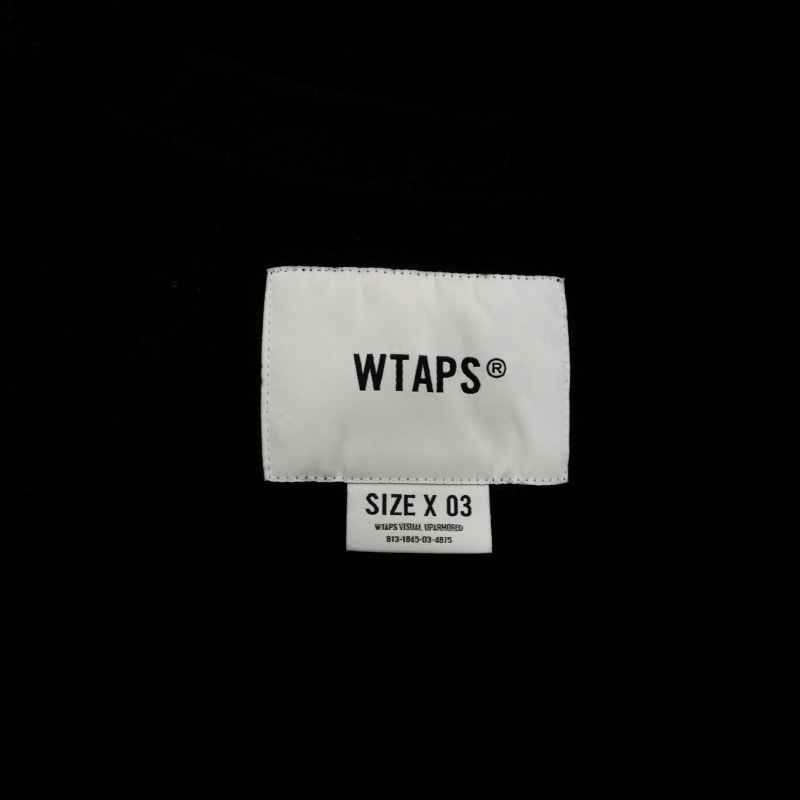 WTAPS®
SIZE X 03
WTAPS VISUAL UPARMORED
813-1845-03-4875